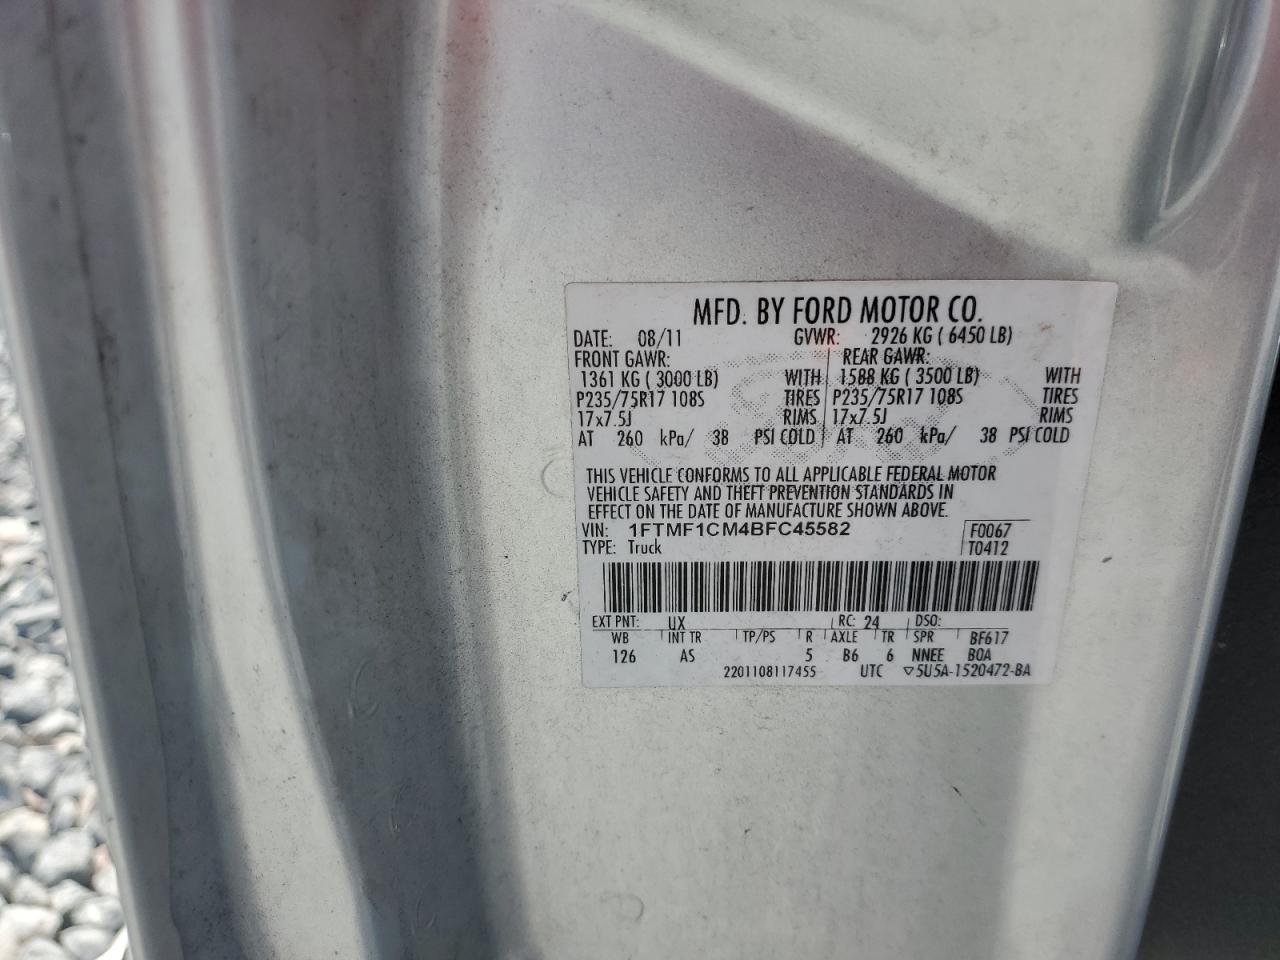 MFD. BY FORD MOTOR CO.
DATE: 08/11 GVWR: 2926 KG ( 6450 LB)
FRONT GAWR: REAR GAWR:
1361 KG ( 3000 LB) WITH 1588 KG ( 3500 LB) WITH
P235/75R17 108S TIRES P235/75R17 108S TIRES
17x7.5J RIMS 17x7.5J RIMS
AT 260 kPa/ 38 PSI COLD AT 260 kPa/ 38 PSI COLD
THIS VEHICLE CONFORMS TO ALL APPLICABLE FEDERAL MOTOR
VEHICLE SAFETY AND THEFT PREVENTION STANDARDS IN
EFFECT ON THE DATE OF MANUFACTURE SHOWN ABOVE.
VIN: 1FTMF1CM4BFC45582 F0067
TYPE: Truck T0412
EXT PNT: UX RC: 24 DSO:
WB INT TR TP/PS R AXLE TR SPR BF617
126 AS 5 B6 6 NNEE BOA
2201108117455 UTC ▽5U5A-1520472-BA